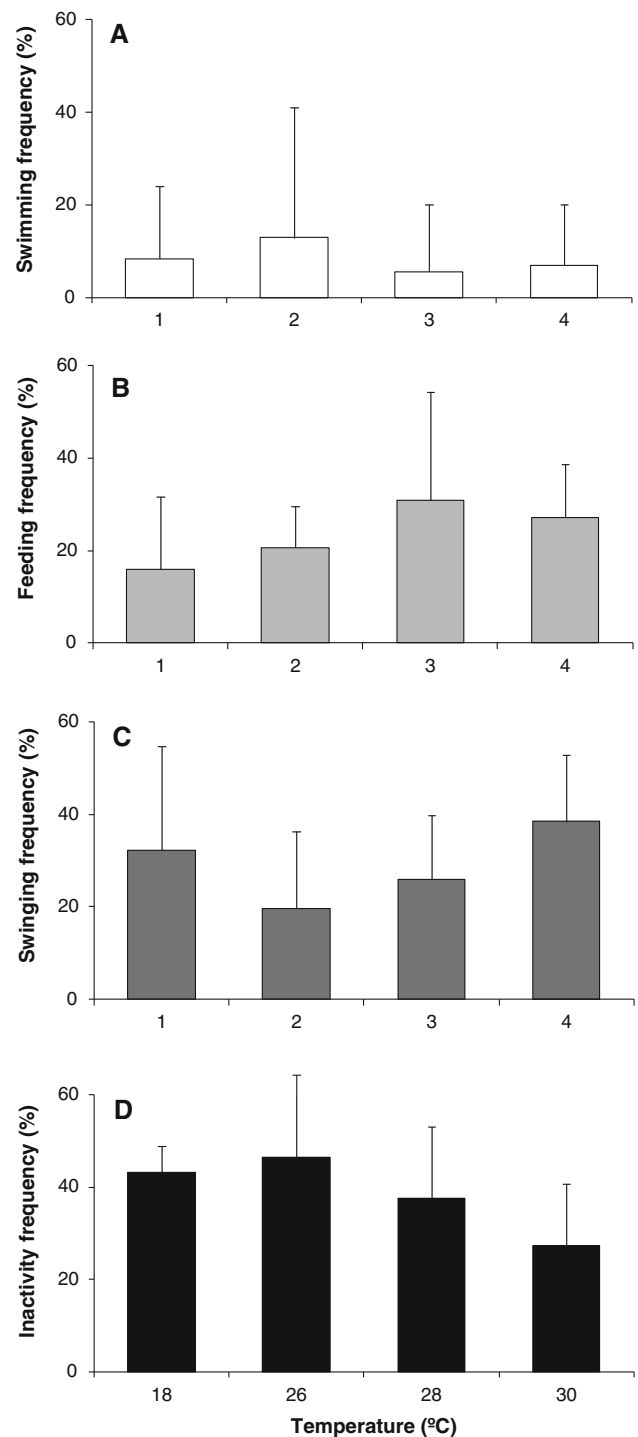 A
Swimming frequency (%)
60
40
20
0
1 2 3 4
B
Feeding frequency (%)
60
40
20
0
1 2 3 4
C
Swinging frequency (%)
60
40
20
0
1 2 3 4
D
Inactivity frequency (%)
60
40
20
0
18 26 28 30
Temperature (ºC)